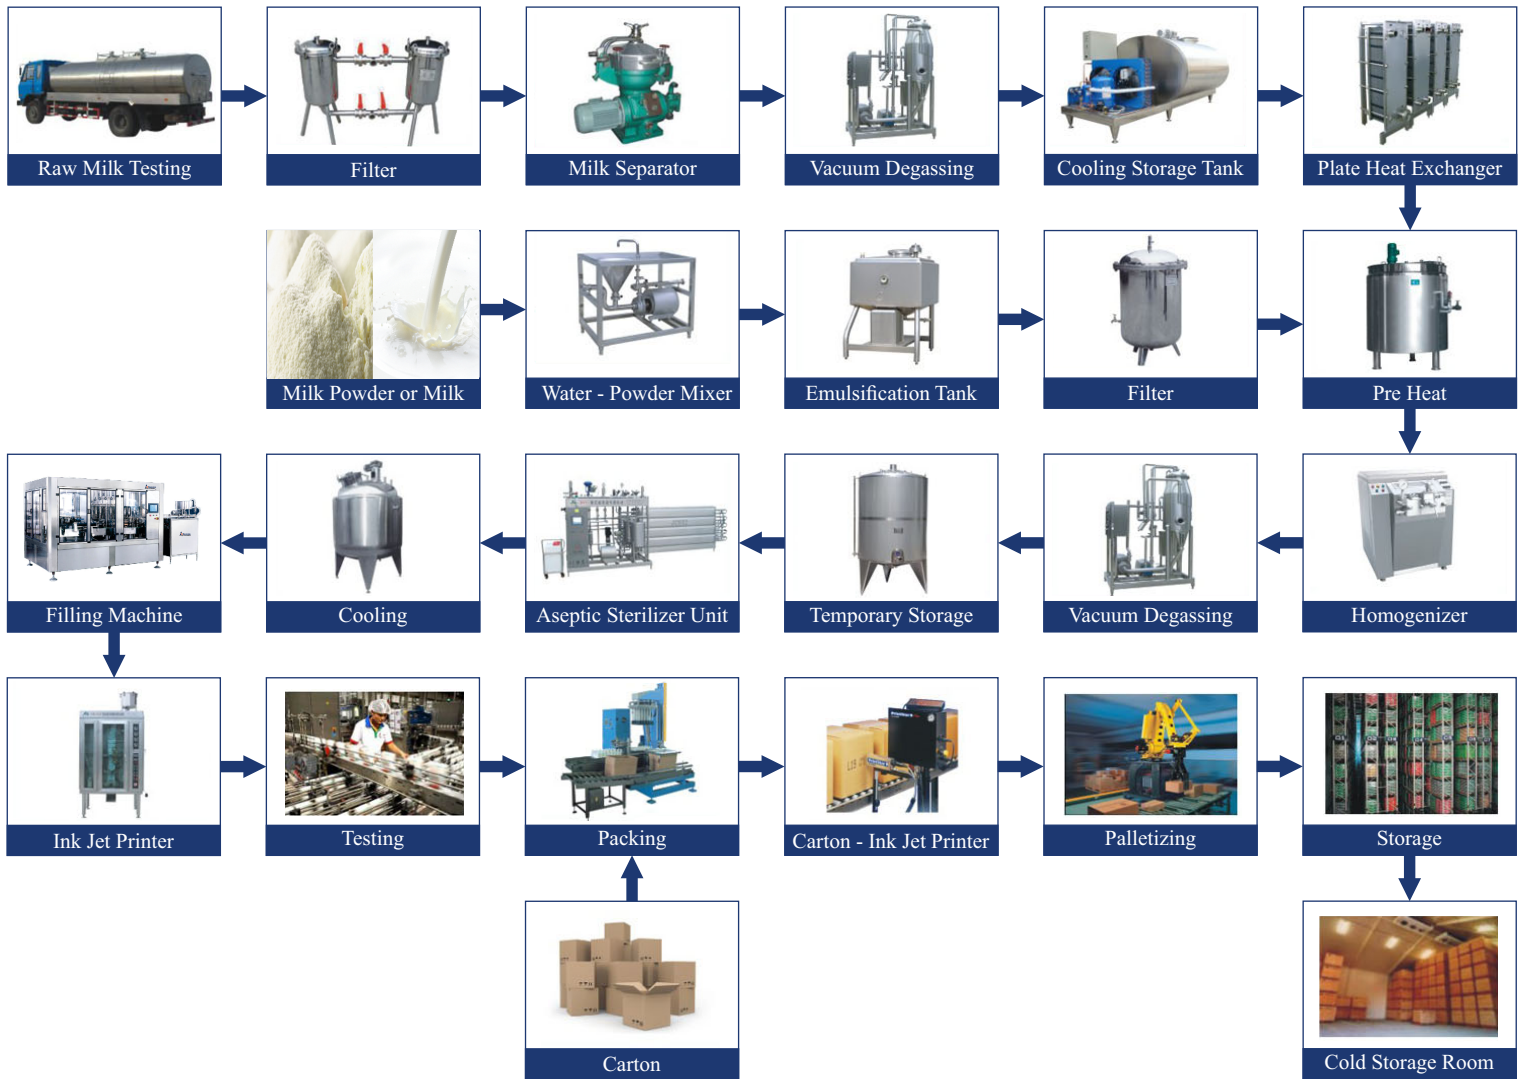 Raw Milk Testing
Filter
Milk Separator
Vacuum Degassing
Cooling Storage Tank
Plate Heat Exchanger
Milk Powder or Milk
Water - Powder Mixer
Emulsification Tank
Filter
Pre Heat
Filling Machine
Cooling
Aseptic Sterilizer Unit
Temporary Storage
Vacuum Degassing
Homogenizer
Ink Jet Printer
Testing
Packing
Carton - Ink Jet Printer
Palletizing
Storage
Carton
Cold Storage Room